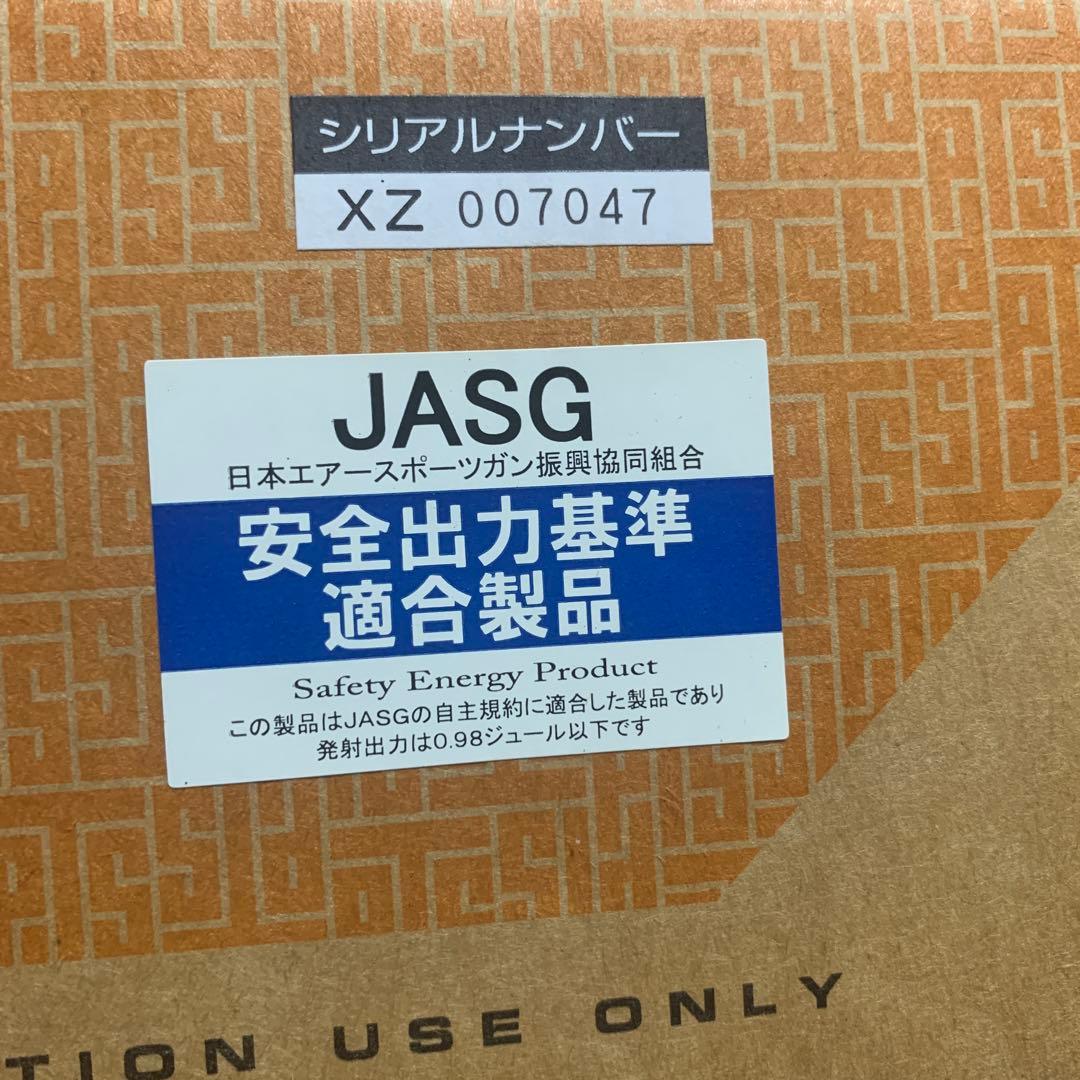 シリアルナンバー
XZ 007047
JASG
日本エアースポーツガン振興協同組合
安全出力基準
適合製品
Safety Energy Product
この製品はJASGの自主規約に適合した製品であり
発射出力は0.98ジュール以下です
TION USE ONLY